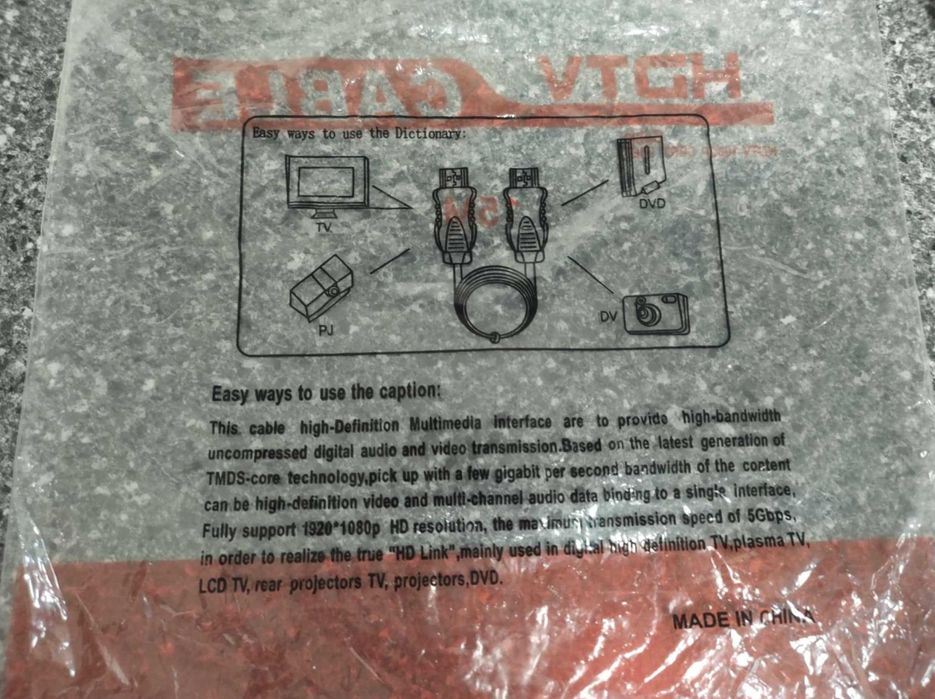 HDTV CABLE
Easy ways to use the Dictionary:
TV
DVD
PJ
DV
Easy ways to use the caption:
This cable high-Definition Multimedia interface are to provide high-bandwidth
uncompressed digital audio and video transmission.Based on the latest generation of
TMDS-core technology,pick up with a few gigabit per second bandwidth of the content
can be high-definition video and multi-channel audio data binding to a single interface,
Fully support 1920*1080p HD resolution, the maximum transmission speed of 5Gbps,
in order to realize the true "HD Link",mainly used in digital high definition TV,plasma TV,
LCD TV, rear projectors TV, projectors,DVD.
MADE IN CHINA